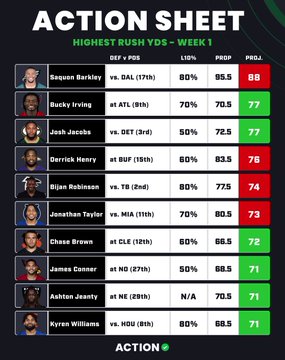 ACTION SHEET
HIGHEST RUSH YDS - WEEK 1
DEF v POS L10% PROP PROJ.
Saquon Barkley vs. DAL (17th) 80% 95.5 88
Bucky Irving at ATL (8th) 70% 70.5 77
Josh Jacobs vs. DET (3rd) 50% 72.5 77
Derrick Henry at BUF (15th) 60% 83.5 76
Bijan Robinson vs. TB (2nd) 80% 77.5 74
Jonathan Taylor vs. MIA (11th) 70% 80.5 73
Chase Brown at CLE (12th) 60% 66.5 72
James Conner at NO (27th) 50% 68.5 71
Ashton Jeanty at NE (29th) N/A 70.5 71
Kyren Williams vs. HOU (8th) 80% 68.5 71
ACTION